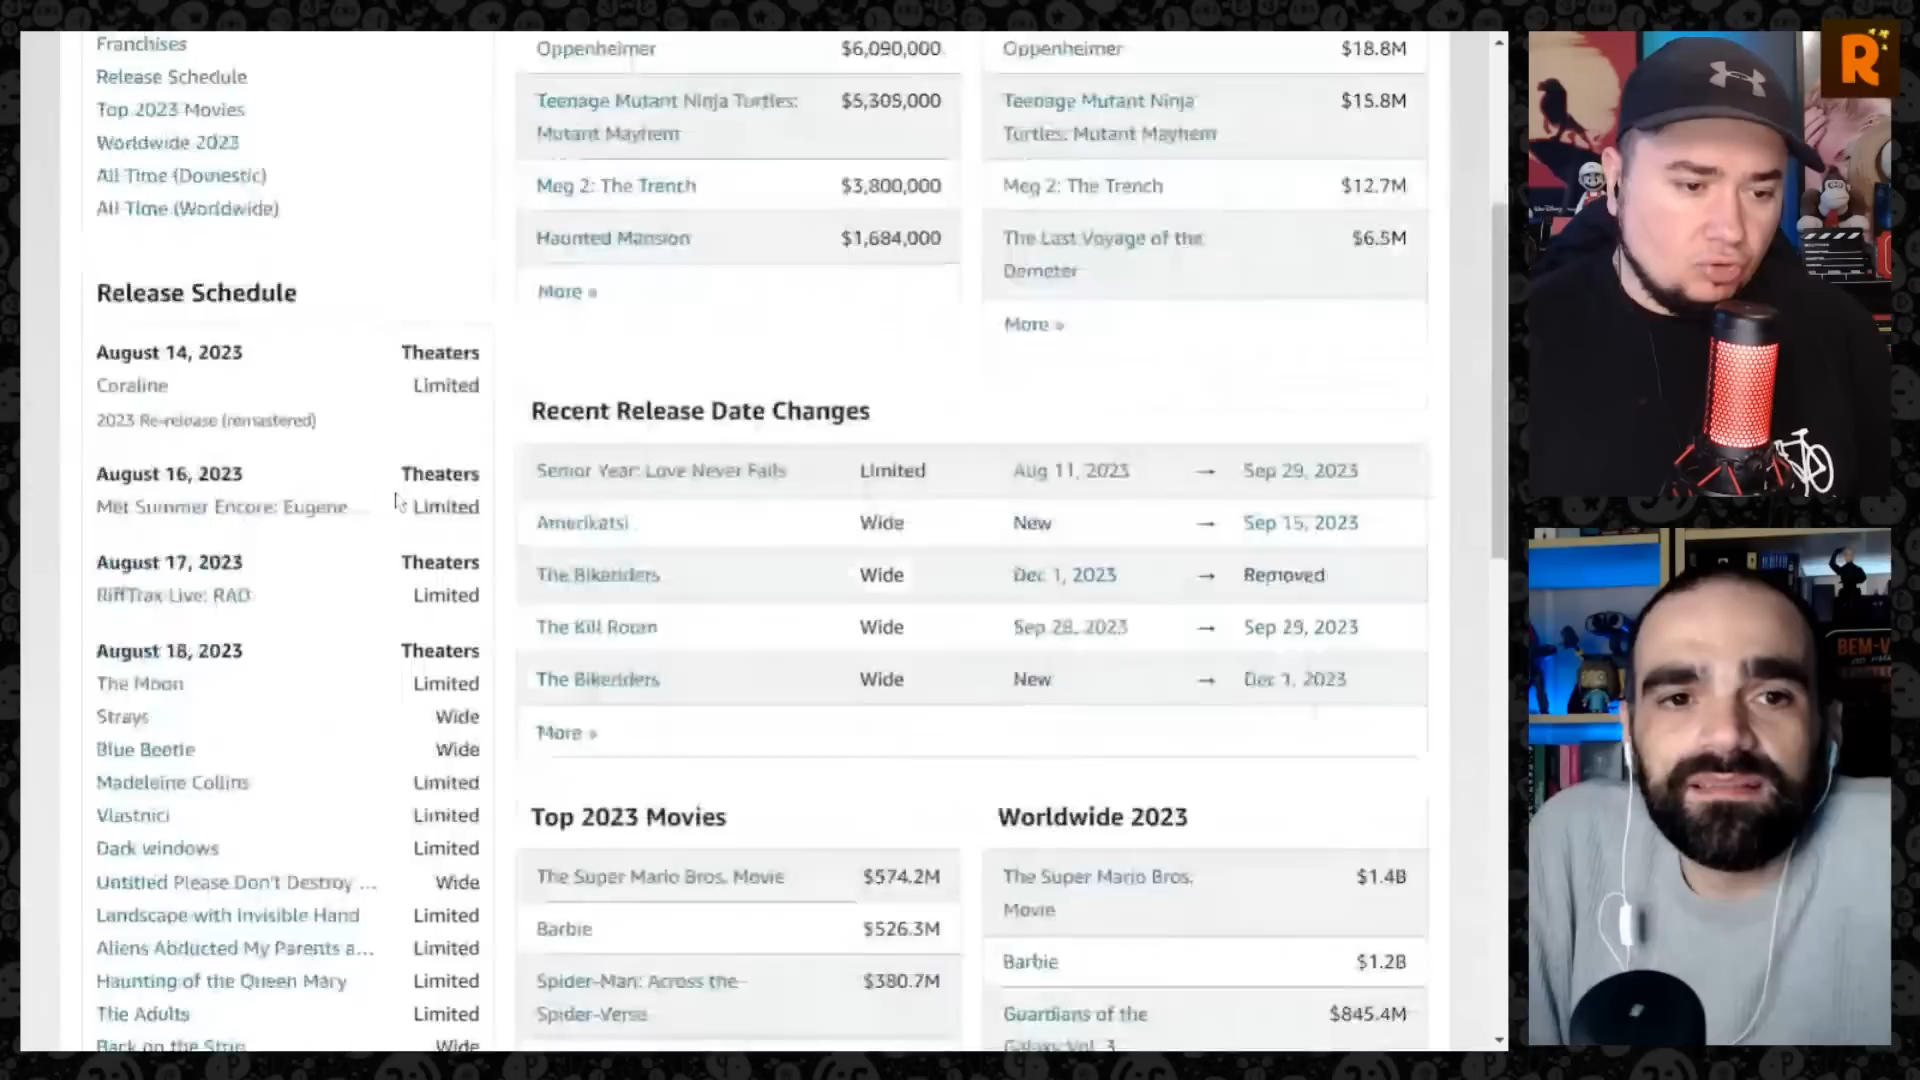 Franchises
Release Schedule
Top 2023 Movies
Worldwide 2023
All Time (Domestic)
All Time (Worldwide)
Release Schedule
August 14, 2023 Theaters
Coraline Limited
2023 Re-release (remastered)
August 16, 2023 Theaters
Met Summer Encore: Eugene Limited
August 17, 2023 Theaters
RiffTrax Live: RAD Limited
August 18, 2023 Theaters
The Moon Limited
Strays Wide
Blue Beetle Wide
Madeleine Collins Limited
Vlastnici Limited
Dark windows Limited
Untitled Please Don't Destroy ... Wide
Landscape with Invisible Hand Limited
Aliens Abducted My Parents a... Limited
Haunting of the Queen Mary Limited
The Adults Limited
Back on the Strip Wide
Oppenheimer $6,090,000
Teenage Mutant Ninja Turtles: $5,305,000
Mutant Mayhem
Meg 2: The Trench $3,800,000
Haunted Mansion $1,684,000
More »
Oppenheimer $18.8M
Teenage Mutant Ninja $15.8M
Turtles: Mutant Mayhem
Meg 2: The Trench $12.7M
The Last Voyage of the $6.5M
Demeter
More »
Recent Release Date Changes
Senior Year: Love Never Fails Limited Aug 11, 2023 → Sep 29, 2023
Amerikatsi Wide New → Sep 15, 2023
The Bikeriders Wide Dec 1, 2023 → Removed
The Kill Room Wide Sep 28, 2023 → Sep 29, 2023
The Bikeriders Wide New → Dec 1, 2023
More »
Top 2023 Movies
The Super Mario Bros. Movie $574.2M
Barbie $526.3M
Spider-Man: Across the $380.7M
Spider-Verse
Worldwide 2023
The Super Mario Bros. $1.4B
Movie
Barbie $1.2B
Guardians of the $845.4M
Galaxy Vol. 3
R
BEM-V